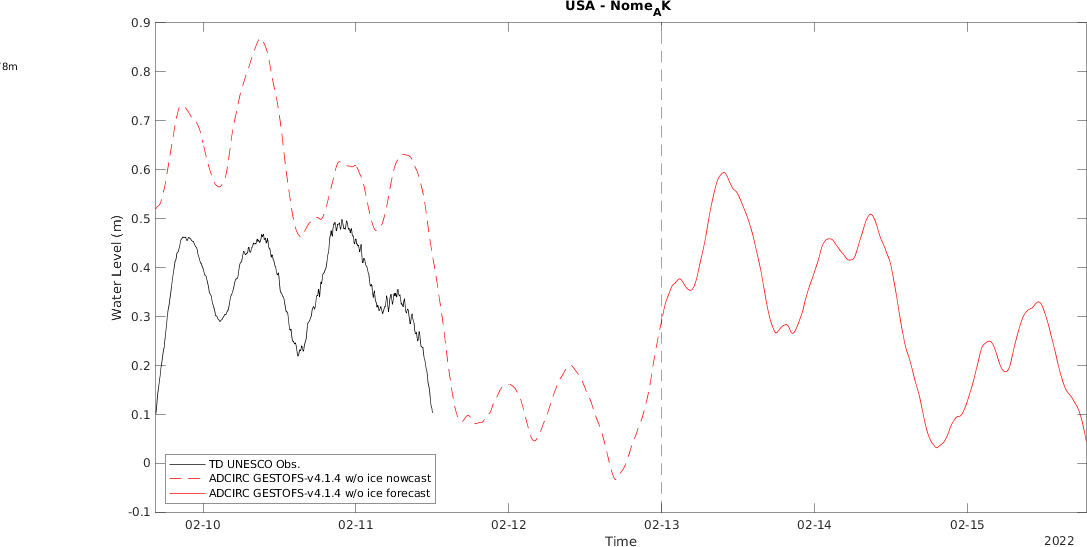 USA - Nome_AK
8m
0.9
0.8
0.7
0.6
0.5
0.4
0.3
0.2
0.1
0
-0.1
Water Level (m)
TD UNESCO Obs.
ADCIRC GESTOFS-v4.1.4 w/o ice nowcast
ADCIRC GESTOFS-v4.1.4 w/o ice forecast
02-10 02-11 02-12 02-13 02-14 02-15
Time
2022